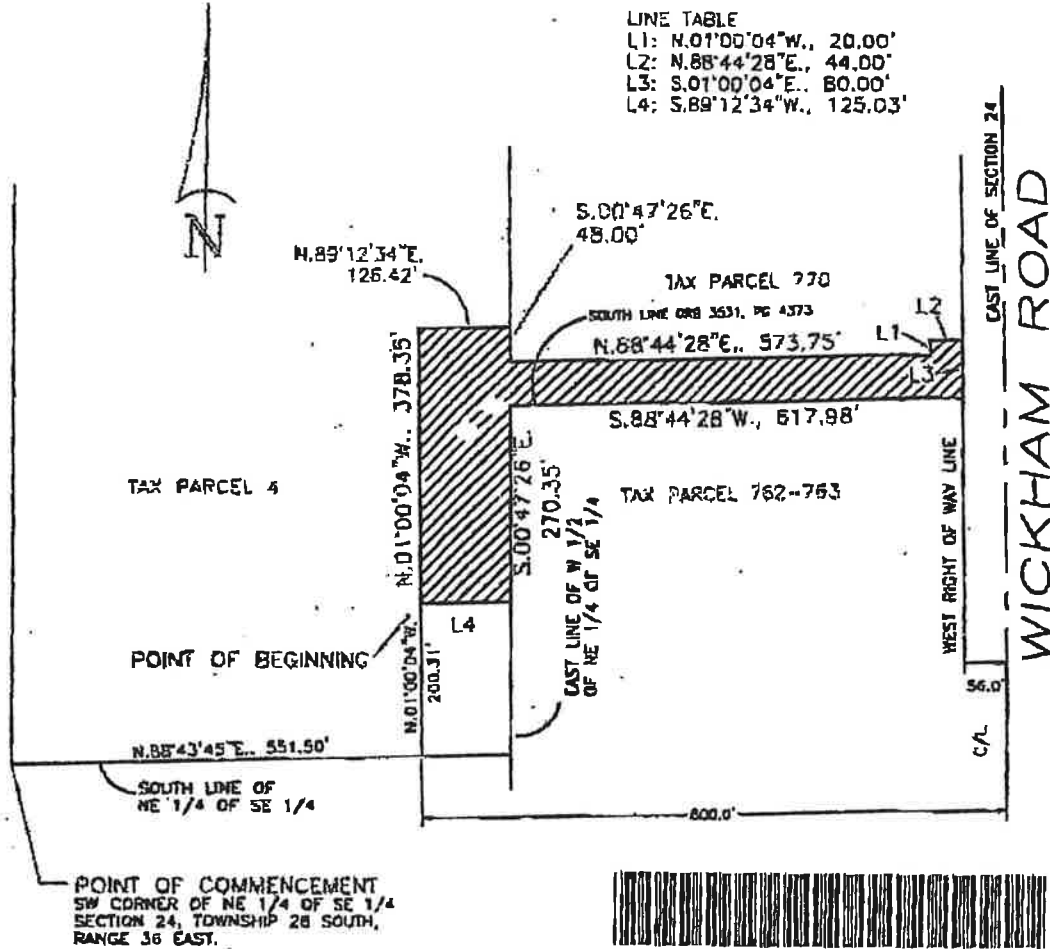 LINE TABLE
L1: N.01°00'04"W., 20.00'
L2: N.88°44'28"E., 44.00'
L3: S.01°00'04"E., 80.00'
L4: S.89°12'34"W., 125.03'
N
N.89°12'34"E.
126.42'
S.00°47'26"E.
48.00'
TAX PARCEL 770
SOUTH LINE ORB 3531, PG 4373
N.88°44'28"E., 573.75'
L1
L2
L3
S.88°44'28"W., 617.98'
EAST LINE OF SECTION 24
WICKHAM ROAD
N.01°00'04"W., 378.35'
TAX PARCEL 4
S.00°47'26"E
270.35'
EAST LINE OF W 1/2
OF NE 1/4 OF SE 1/4
TAX PARCEL 762-763
WEST RIGHT OF WAY LINE
L4
POINT OF BEGINNING
N.01°00'04"W.
200.31'
56.0'
C/L
N.88°43'45"E., 551.50'
SOUTH LINE OF
NE 1/4 OF SE 1/4
600.0'
POINT OF COMMENCEMENT
SW CORNER OF NE 1/4 OF SE 1/4
SECTION 24, TOWNSHIP 28 SOUTH,
RANGE 36 EAST.